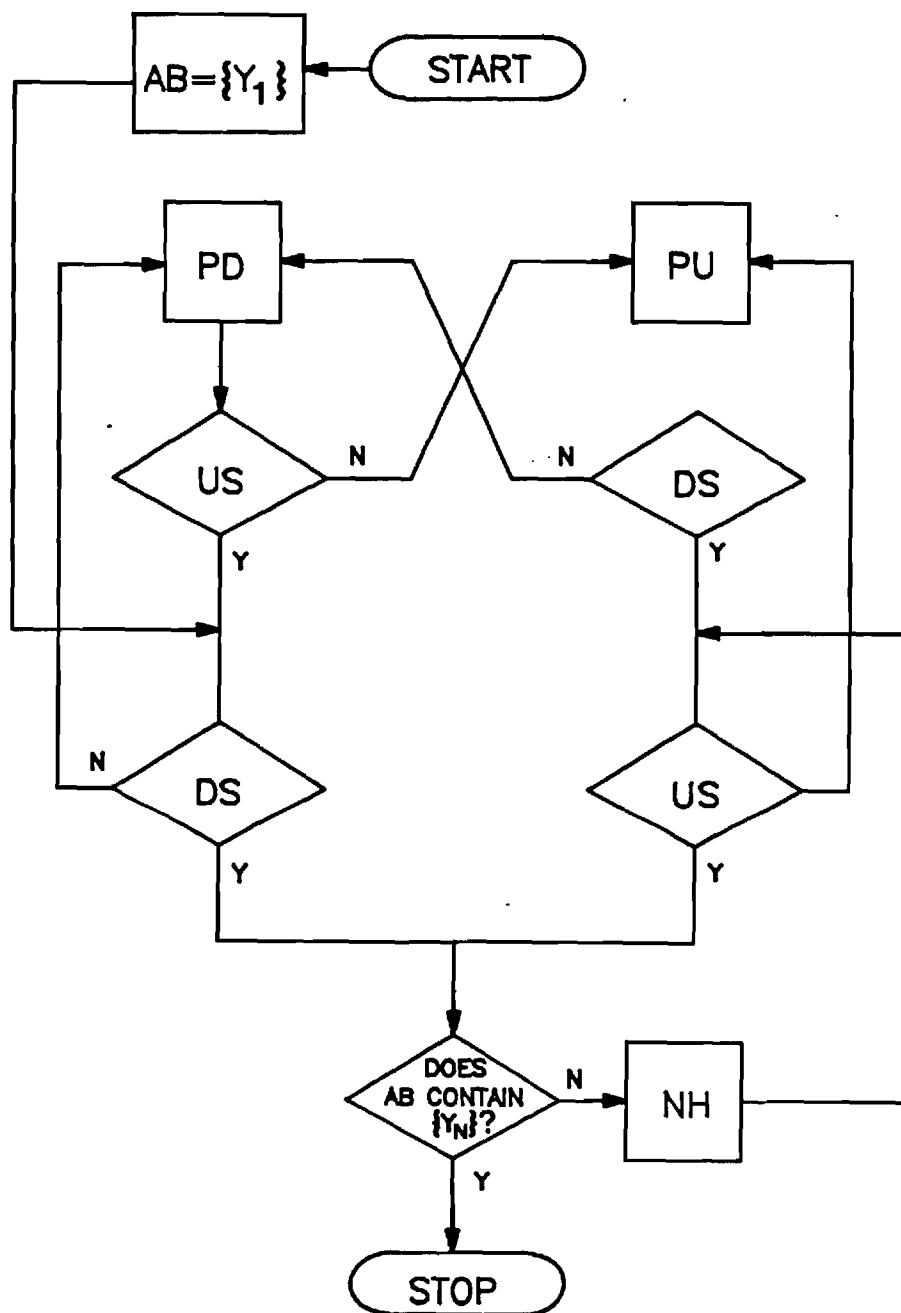 START
AB={Y1}
PD
PU
US
N
N
DS
Y
Y
N
DS
US
Y
Y
DOES
AB CONTAIN
{YN}?
N
NH
Y
STOP